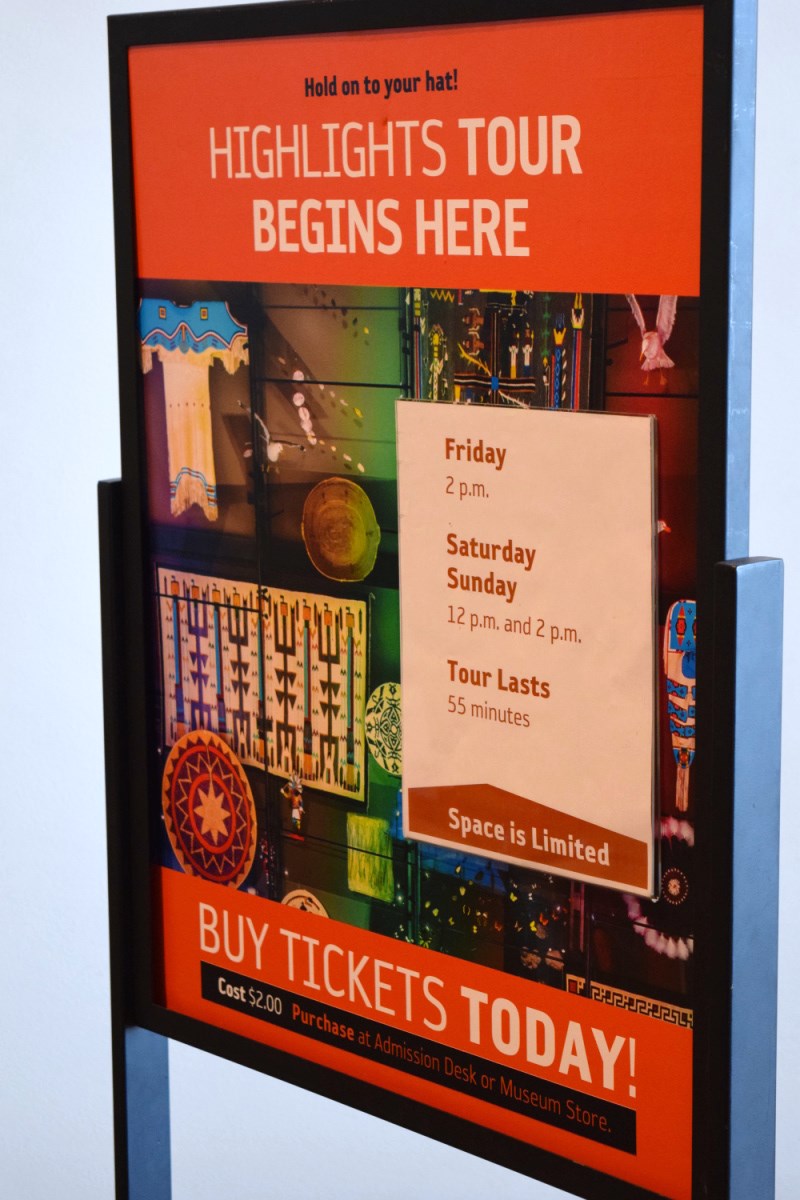 Hold on to your hat!
HIGHLIGHTS TOUR
BEGINS HERE
Friday
2 p.m.
Saturday
Sunday
12 p.m. and 2 p.m.
Tour Lasts
55 minutes
Space is Limited
BUY TICKETS TODAY!
Cost $2.00 Purchase at Admission Desk or Museum Store.